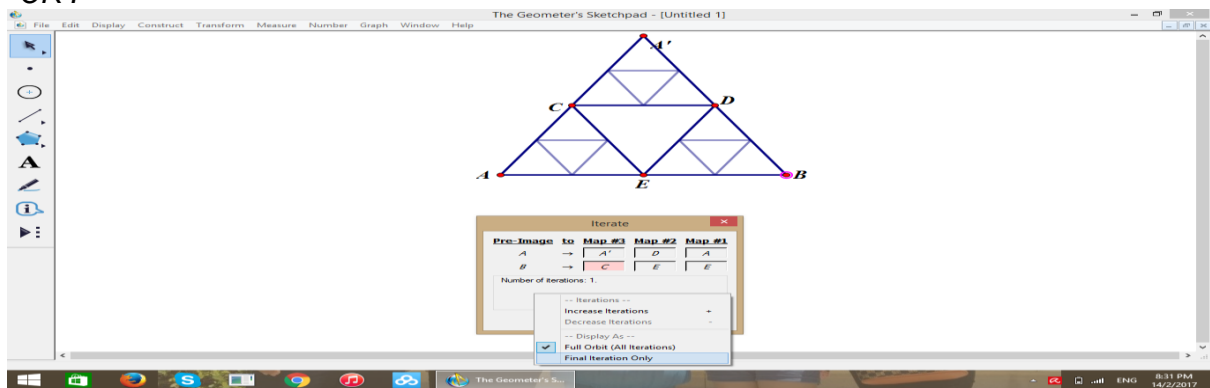 The Geometer's Sketchpad - [Untitled 1]
File Edit Display Construct Transform Measure Number Graph Window Help
A'
C
D
A
E
B
A
Iterate
Pre-Image to Map #3 Map #2 Map #1
A → A' D A
B → C E E
Number of iterations: 1.
-- Iterations --
Increase Iterations +
Decrease Iterations -
-- Display As --
Full Orbit (All Iterations)
Final Iteration Only
The Geometer's S...
ENG
8:31 PM
14/2/2017